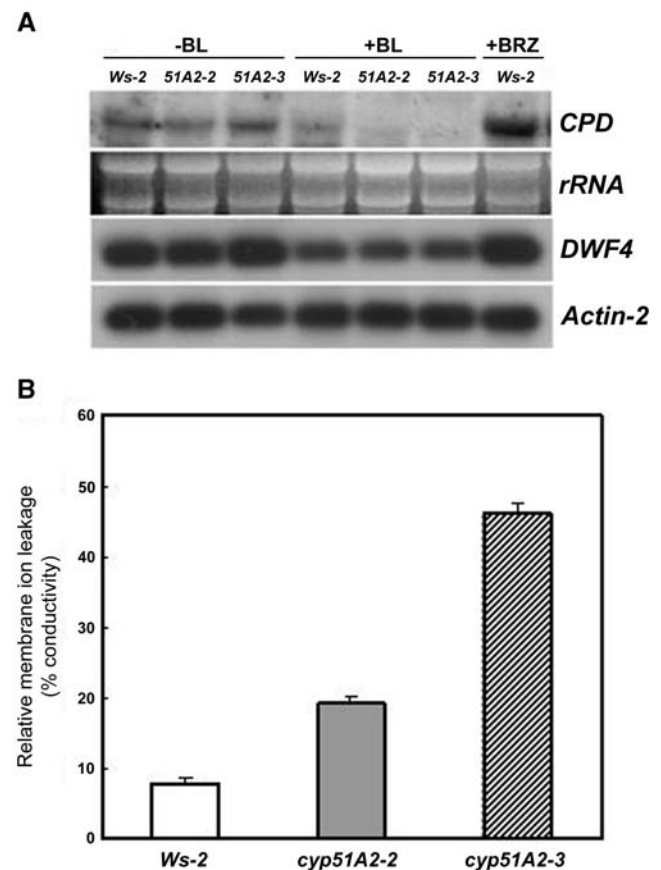 A
-BL +BL +BRZ
Ws-2 51A2-2 51A2-3 Ws-2 51A2-2 51A2-3 Ws-2
CPD
rRNA
DWF4
Actin-2
B
Relative membrane ion leakage
(% conductivity)
60
50
40
30
20
10
0
Ws-2 cyp51A2-2 cyp51A2-3